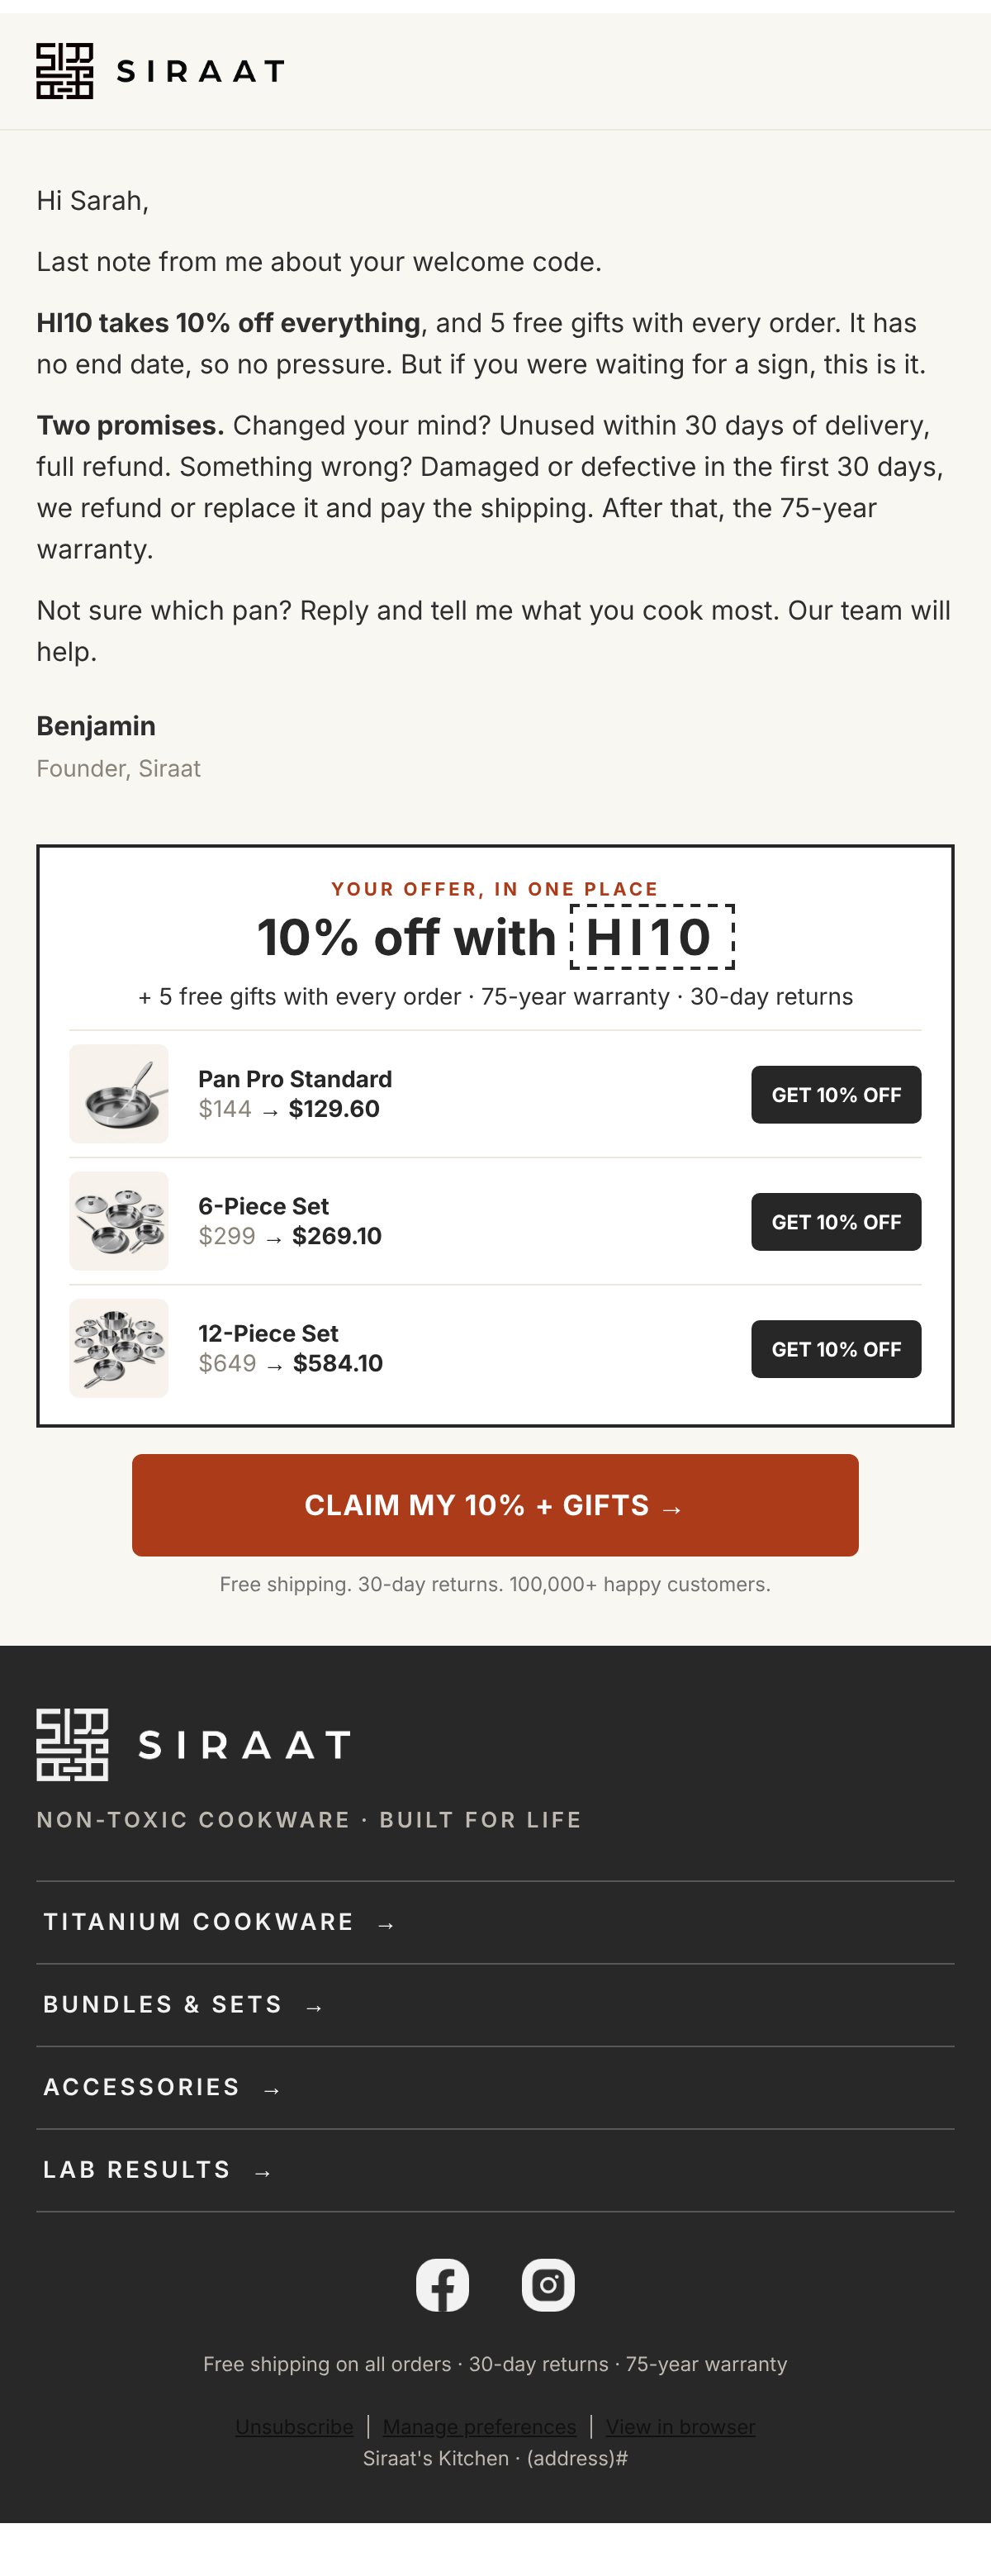 SIRAAT
Hi Sarah,
Last note from me about your welcome code.
HI10 takes 10% off everything, and 5 free gifts with every order. It has
no end date, so no pressure. But if you were waiting for a sign, this is it.
Two promises. Changed your mind? Unused within 30 days of delivery,
full refund. Something wrong? Damaged or defective in the first 30 days,
we refund or replace it and pay the shipping. After that, the 75-year
warranty.
Not sure which pan? Reply and tell me what you cook most. Our team will
help.
Benjamin
Founder, Siraat
YOUR OFFER, IN ONE PLACE
10% off with HI10
+ 5 free gifts with every order · 75-year warranty · 30-day returns
Pan Pro Standard
$144 → $129.60
GET 10% OFF
6-Piece Set
$299 → $269.10
GET 10% OFF
12-Piece Set
$649 → $584.10
GET 10% OFF
CLAIM MY 10% + GIFTS →
Free shipping. 30-day returns. 100,000+ happy customers.
SIRAAT
NON-TOXIC COOKWARE · BUILT FOR LIFE
TITANIUM COOKWARE →
BUNDLES & SETS →
ACCESSORIES →
LAB RESULTS →
Free shipping on all orders · 30-day returns · 75-year warranty
Unsubscribe | Manage preferences | View in browser
Siraat's Kitchen · (address)#